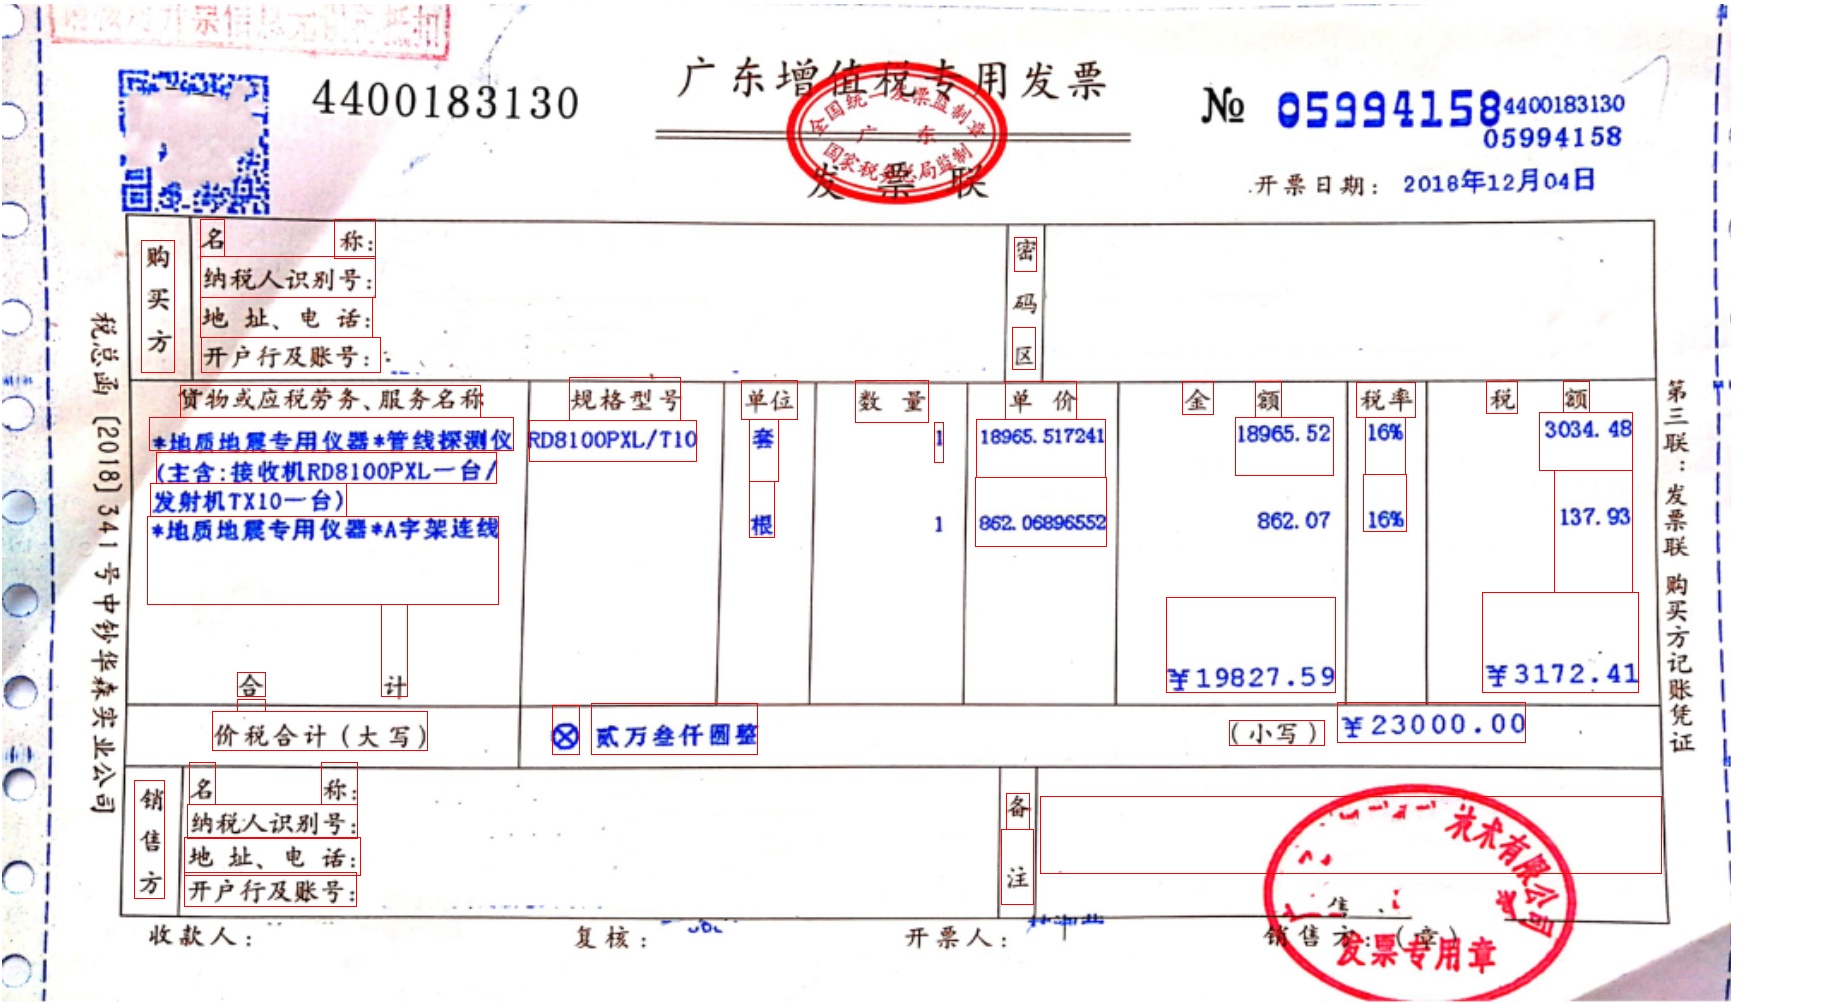 4400183130
广东增值税专用发票
全国统一发票监制章
广 东
国家税务总局监制
发票联
№ 05994158
4400183130
05994158
开票日期: 2018年12月04日
购买方
名 称:
纳税人识别号:
地 址、电 话:
开户行及账号:
密码区
货物或应税劳务、服务名称 规格型号 单位 数 量 单 价 金 额 税率 税 额
*地质地震专用仪器*管线探测仪 RD8100PXL/T10 套 1 18965.517241 18965.52 16% 3034.48
(主含:接收机RD8100PXL一台/
发射机TX10一台)
*地质地震专用仪器*A字架连线 根 1 862.06896552 862.07 16% 137.93
合 计 ¥19827.59 ¥3172.41
价税合计(大写) ⊗ 贰万叁仟圆整 (小写) ¥23000.00
销售方
名 称:
纳税人识别号:
地 址、电 话:
开户行及账号:
备注
收款人: 复核: 开票人: 销售方:(章)
技术有限公司
发票专用章
税总函〔2018〕341号中钞华森实业公司
第三联:发票联 购买方记账凭证